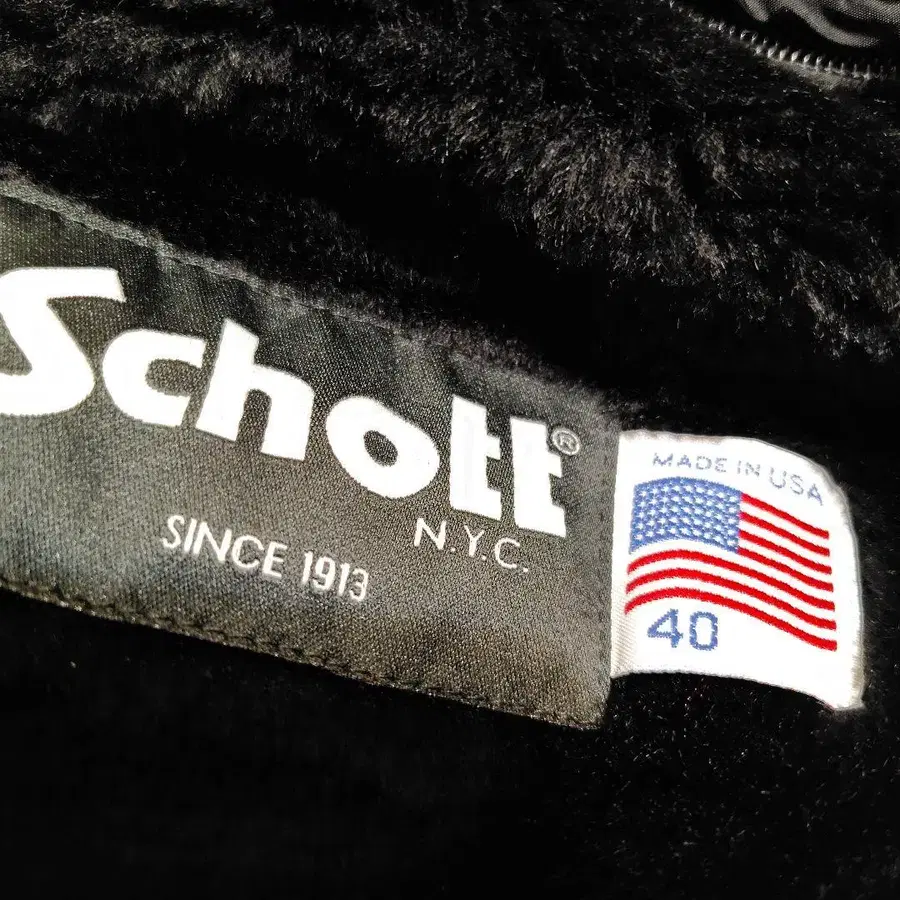 Schott®
N.Y.C.
SINCE 1913
MADE IN USA
40